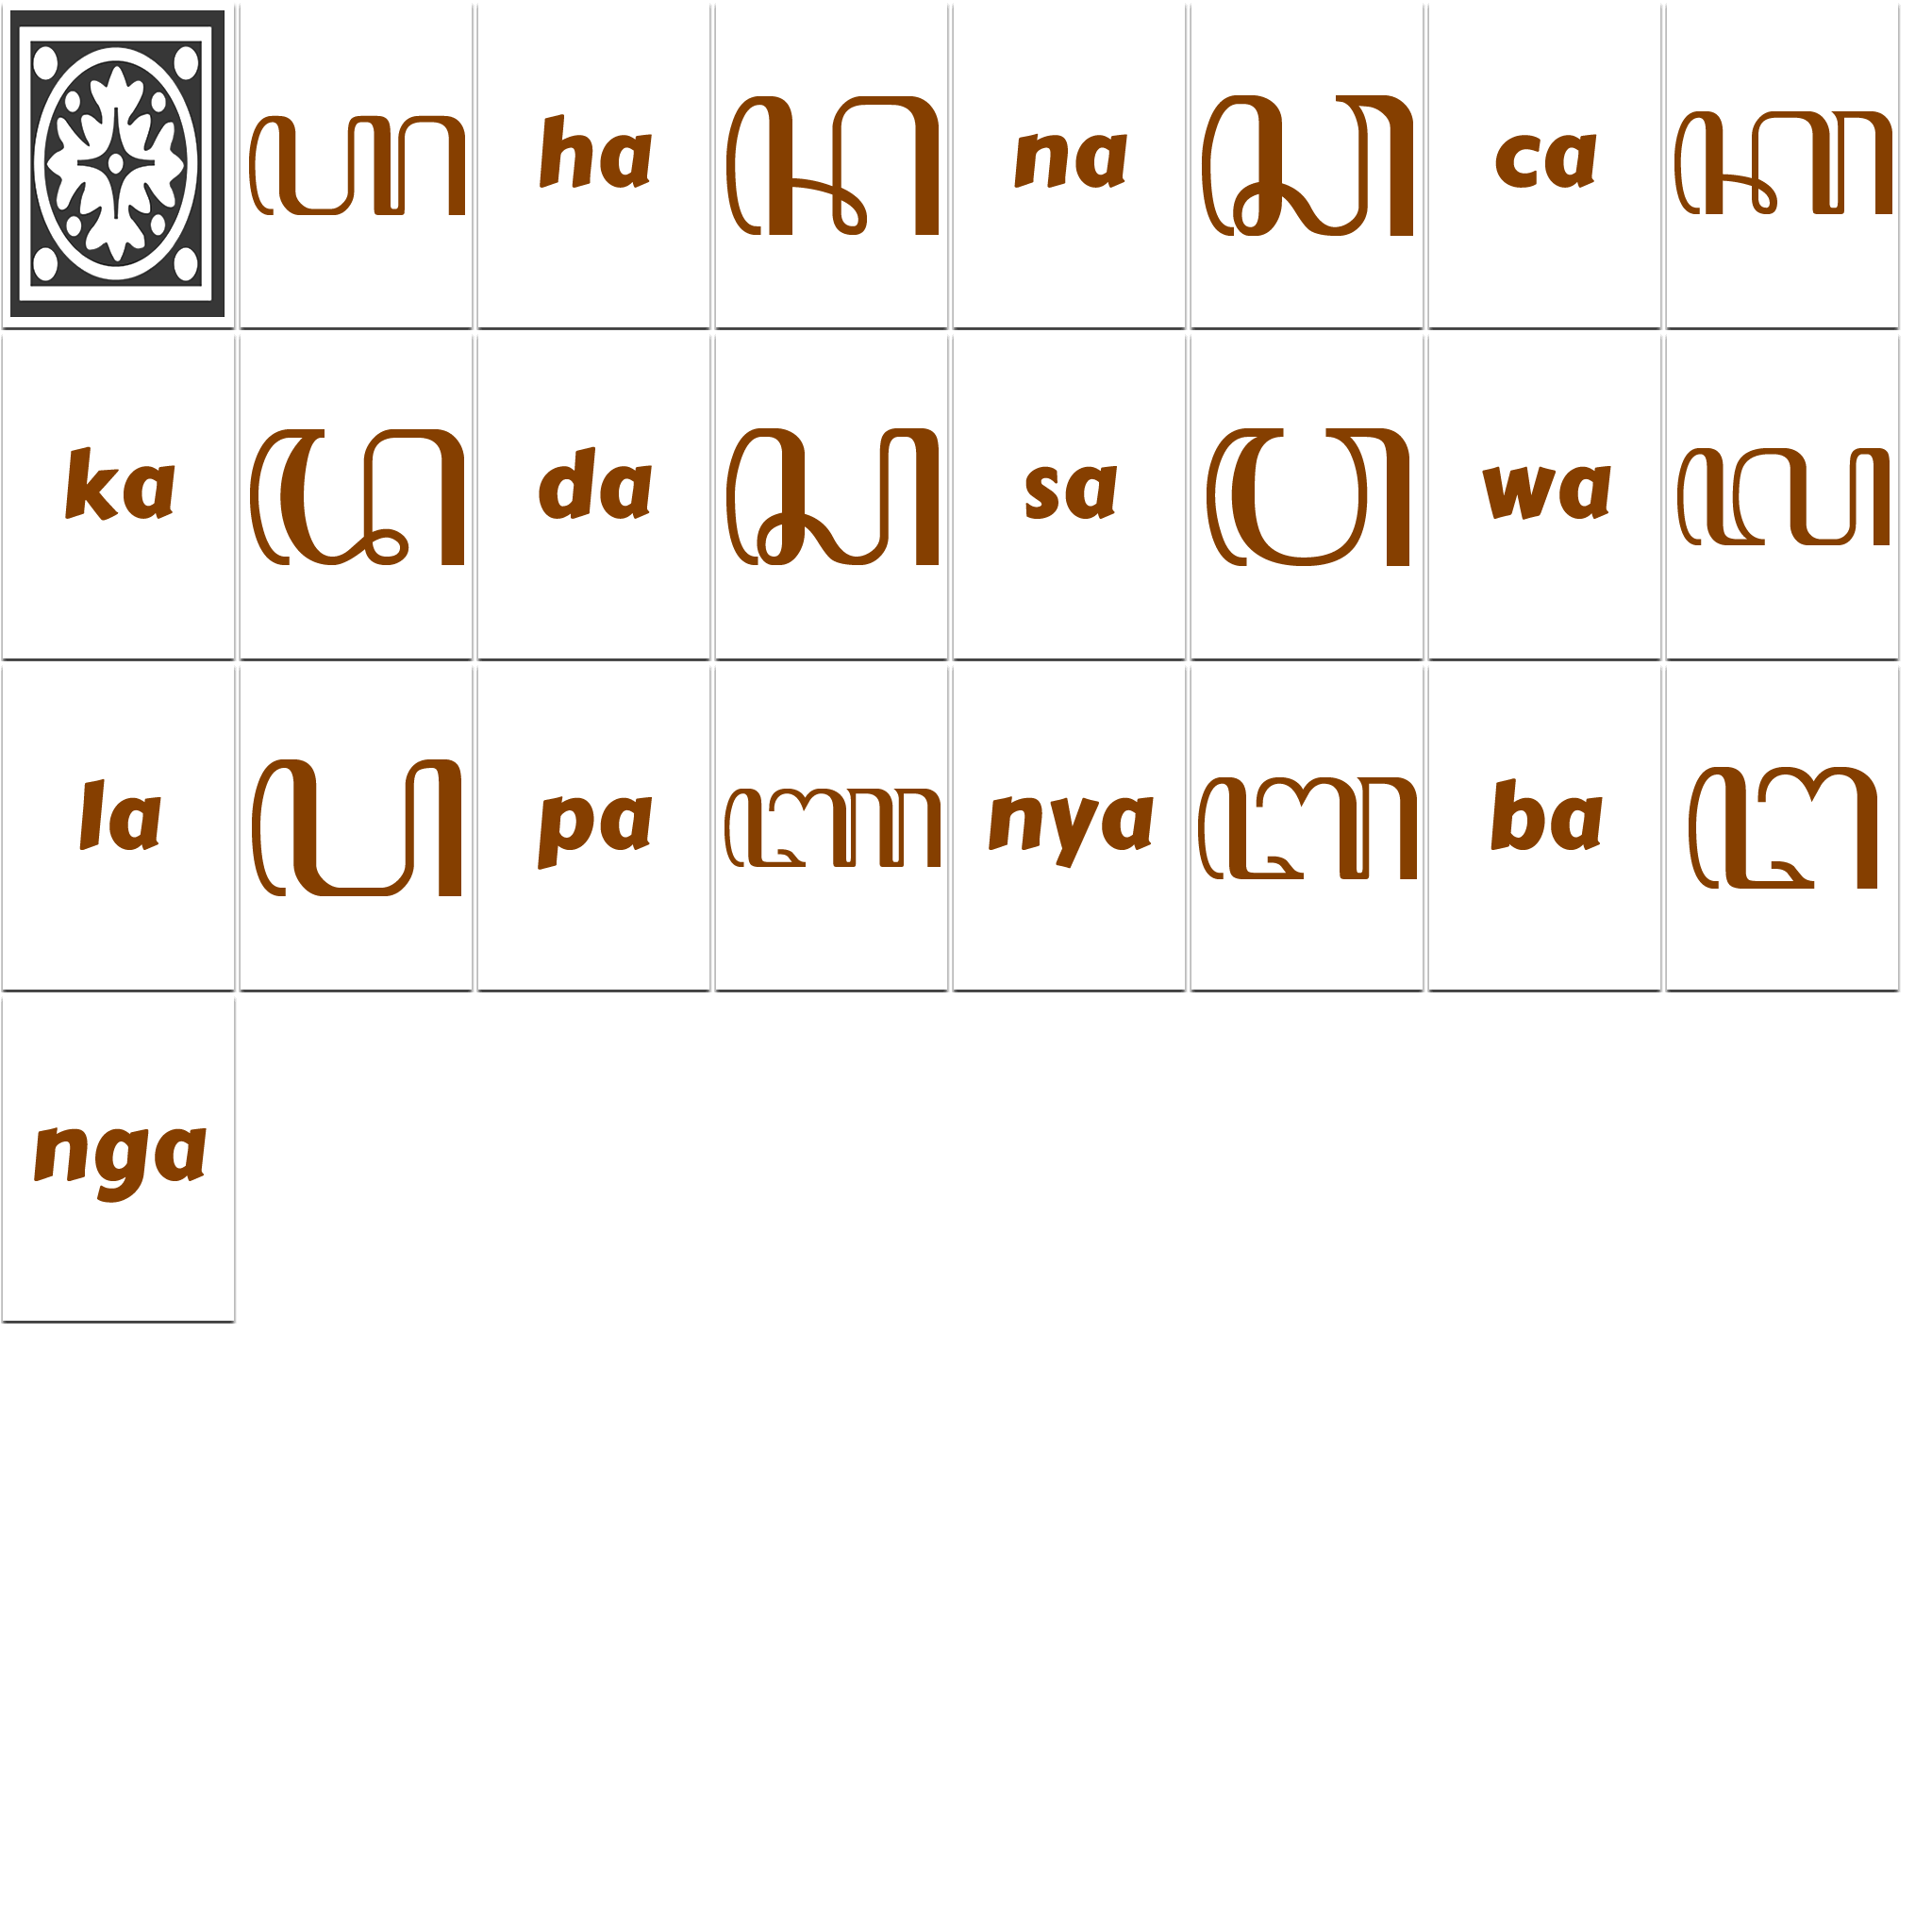 ꦲ ha ꦤ na ꦕ ca ꦏ
ka ꦢ da ꦱ sa ꦮ wa ꦭ
la ꦥ pa ꦚ nya ꦧ ba ꦔ
nga